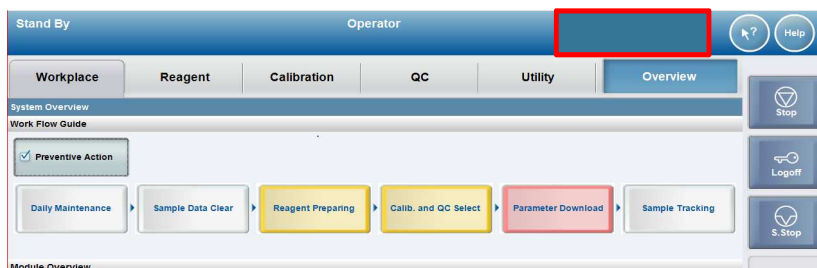 Stand By Operator ? Help
Workplace Reagent Calibration QC Utility Overview
System Overview
Stop
Work Flow Guide
Preventive Action
Logoff
Daily Maintenance Sample Data Clear Reagent Preparing Calib. and QC Select Parameter Download Sample Tracking
S.Stop
Module Overview